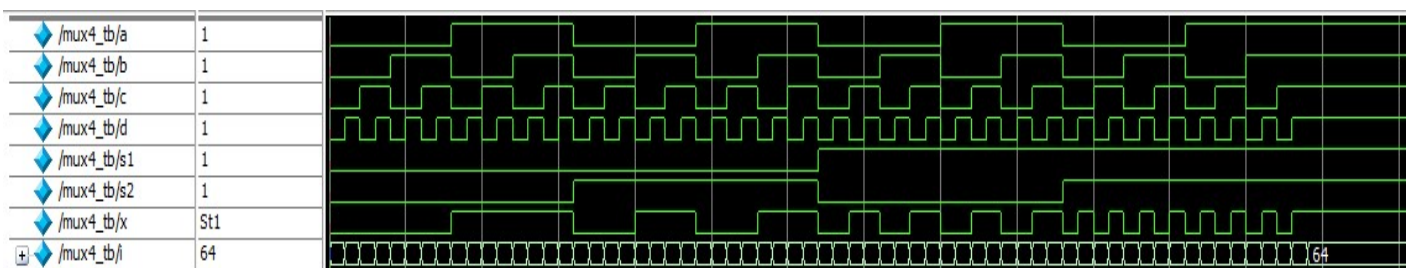 /mux4_tb/a 1
/mux4_tb/b 1
/mux4_tb/c 1
/mux4_tb/d 1
/mux4_tb/s1 1
/mux4_tb/s2 1
/mux4_tb/x St1
/mux4_tb/i 64 64